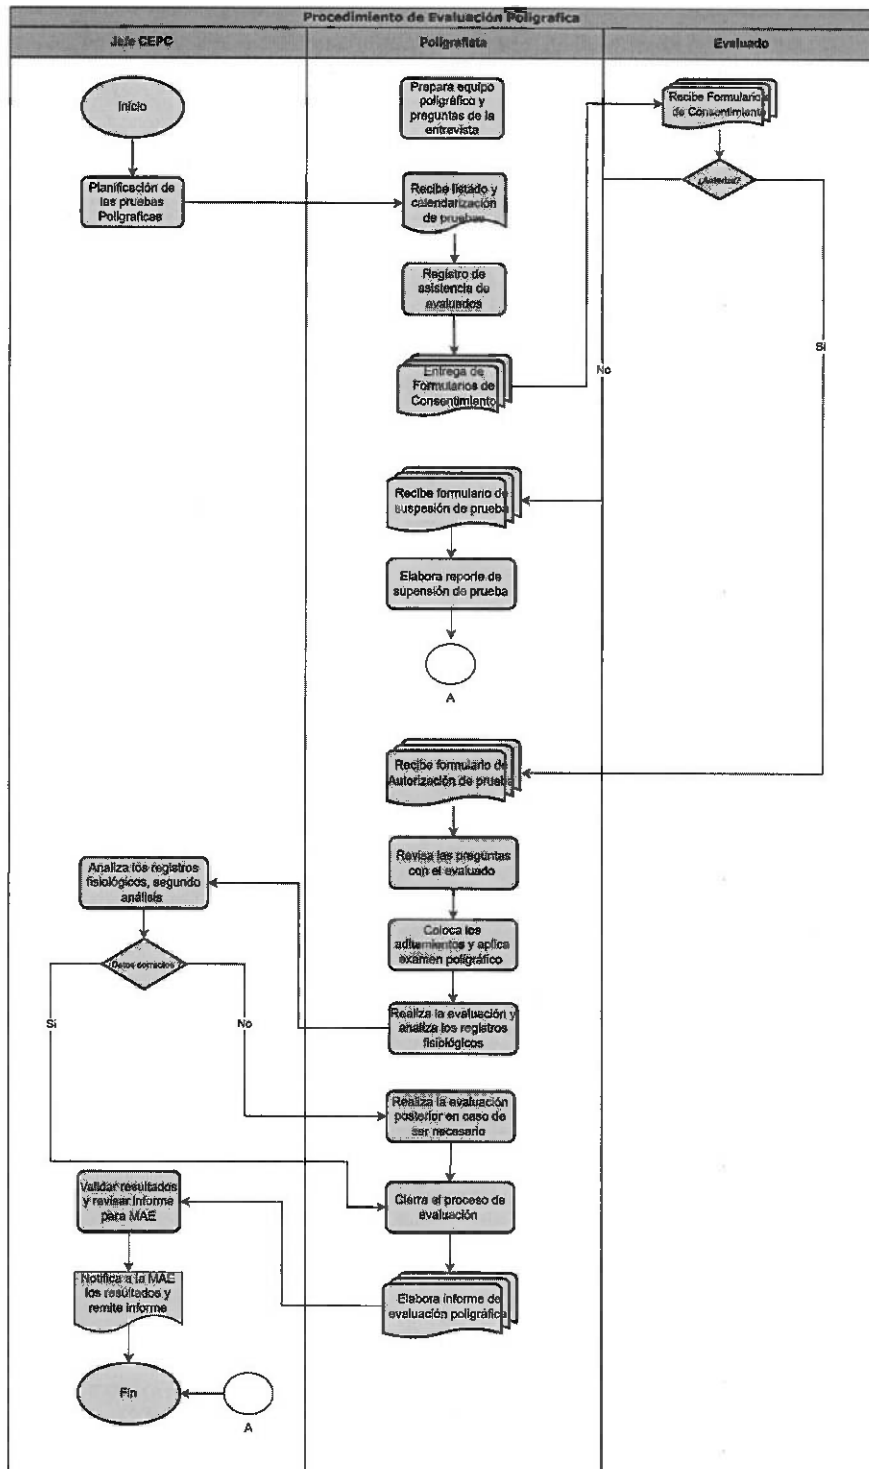 Procedimiento de Evaluación Poligrafica
Jefe CEPC
Poligrafista
Evaluado
Inicio
Prepara equipo
poligráfico y
preguntas de la
entrevista
Recibe Formulario
de Consentimiento
Planificación de
las pruebas
Poligraficas
Recibe listado y
calendarización
de pruebas
Registro de
asistencia de
evaluados
Entrega de
Formularios de
Consentimiento
No
Si
Recibe formulario de
suspesión de prueba
Elabora reporte de
supensión de prueba
A
Recibe formulario de
Autorización de prueba
Revisa las preguntas
con el evaluado
Analiza los registros
fisiológicos, segundo
análisis
Coloca los
aditamientos y aplica
examen poligráfico
Si
No
Realiza la evaluación y
analiza los registros
fisiológicos
Realiza la evaluación
posterior en caso de
ser necesario
Validar resultados
y revisar informe
para MAE
Cierra el proceso de
evaluación
Notifica a la MAE
los resultados y
remite informe
Elabora informe de
evaluación poligráfica
Fin
A